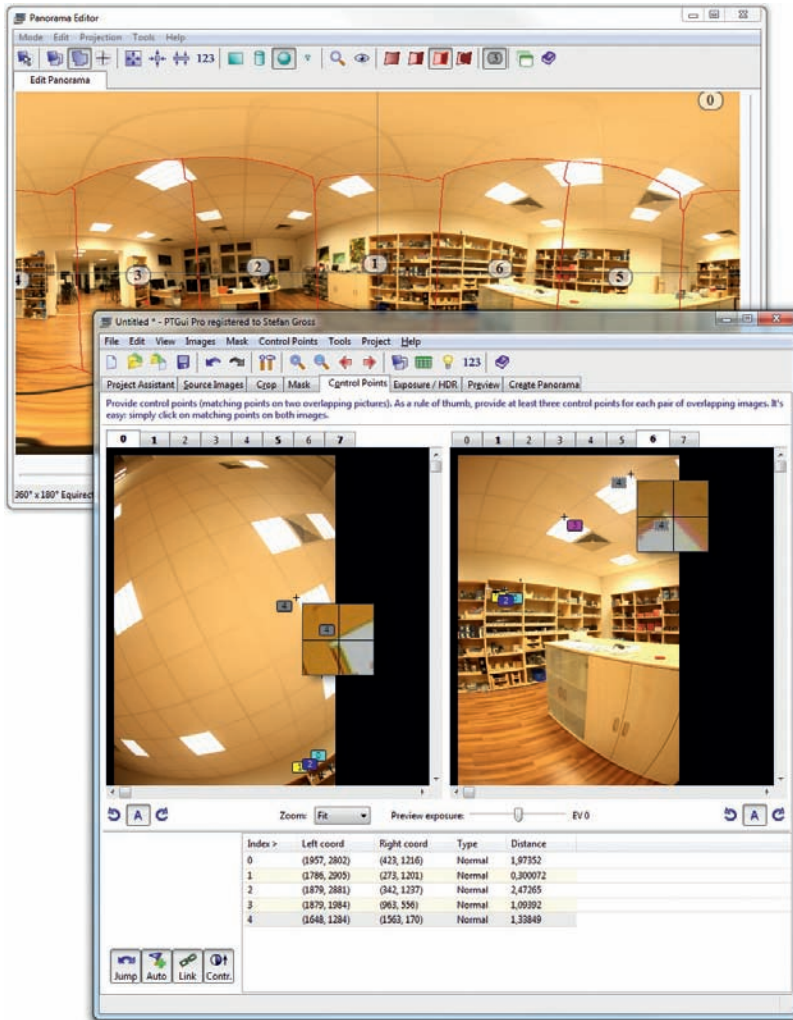 Panorama Editor
Mode Edit Projection Tools Help
123
Edit Panorama
0
4
3
2
1
6
5
360° x 180° Equirect
Untitled * - PTGui Pro registered to Stefan Gross
File Edit View Images Mask Control Points Tools Project Help
123
Project Assistant Source Images Crop Mask Control Points Exposure / HDR Preview Create Panorama
Provide control points (matching points on two overlapping pictures). As a rule of thumb, provide at least three control points for each pair of overlapping images. It's
easy: simply click on matching points on both images.
0 1 2 3 4 5 6 7
0 1 2 3 4 5 6 7
4
4
2
4
3
4
2
A
Zoom: Fit
Preview exposure: EV 0
A
Index > Left coord Right coord Type Distance
0 (1957, 2802) (423, 1216) Normal 1,97352
1 (1786, 2905) (273, 1201) Normal 0,300072
2 (1879, 2881) (342, 1237) Normal 2,47265
3 (1879, 1984) (963, 556) Normal 1,09392
4 (1648, 1284) (1563, 170) Normal 1,33849
Jump Auto Link Contr.